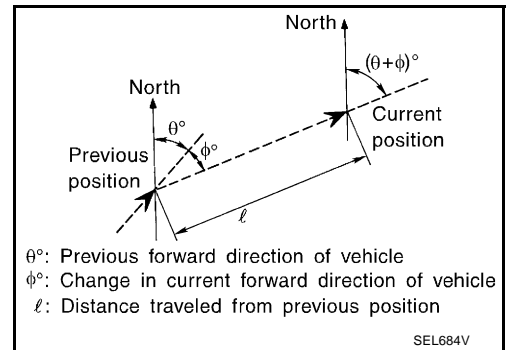 North
(θ+ϕ)°
North
θ°
ϕ°
Current
position
Previous
position
ℓ
θ°: Previous forward direction of vehicle
ϕ°: Change in current forward direction of vehicle
ℓ: Distance traveled from previous position
SEL684V